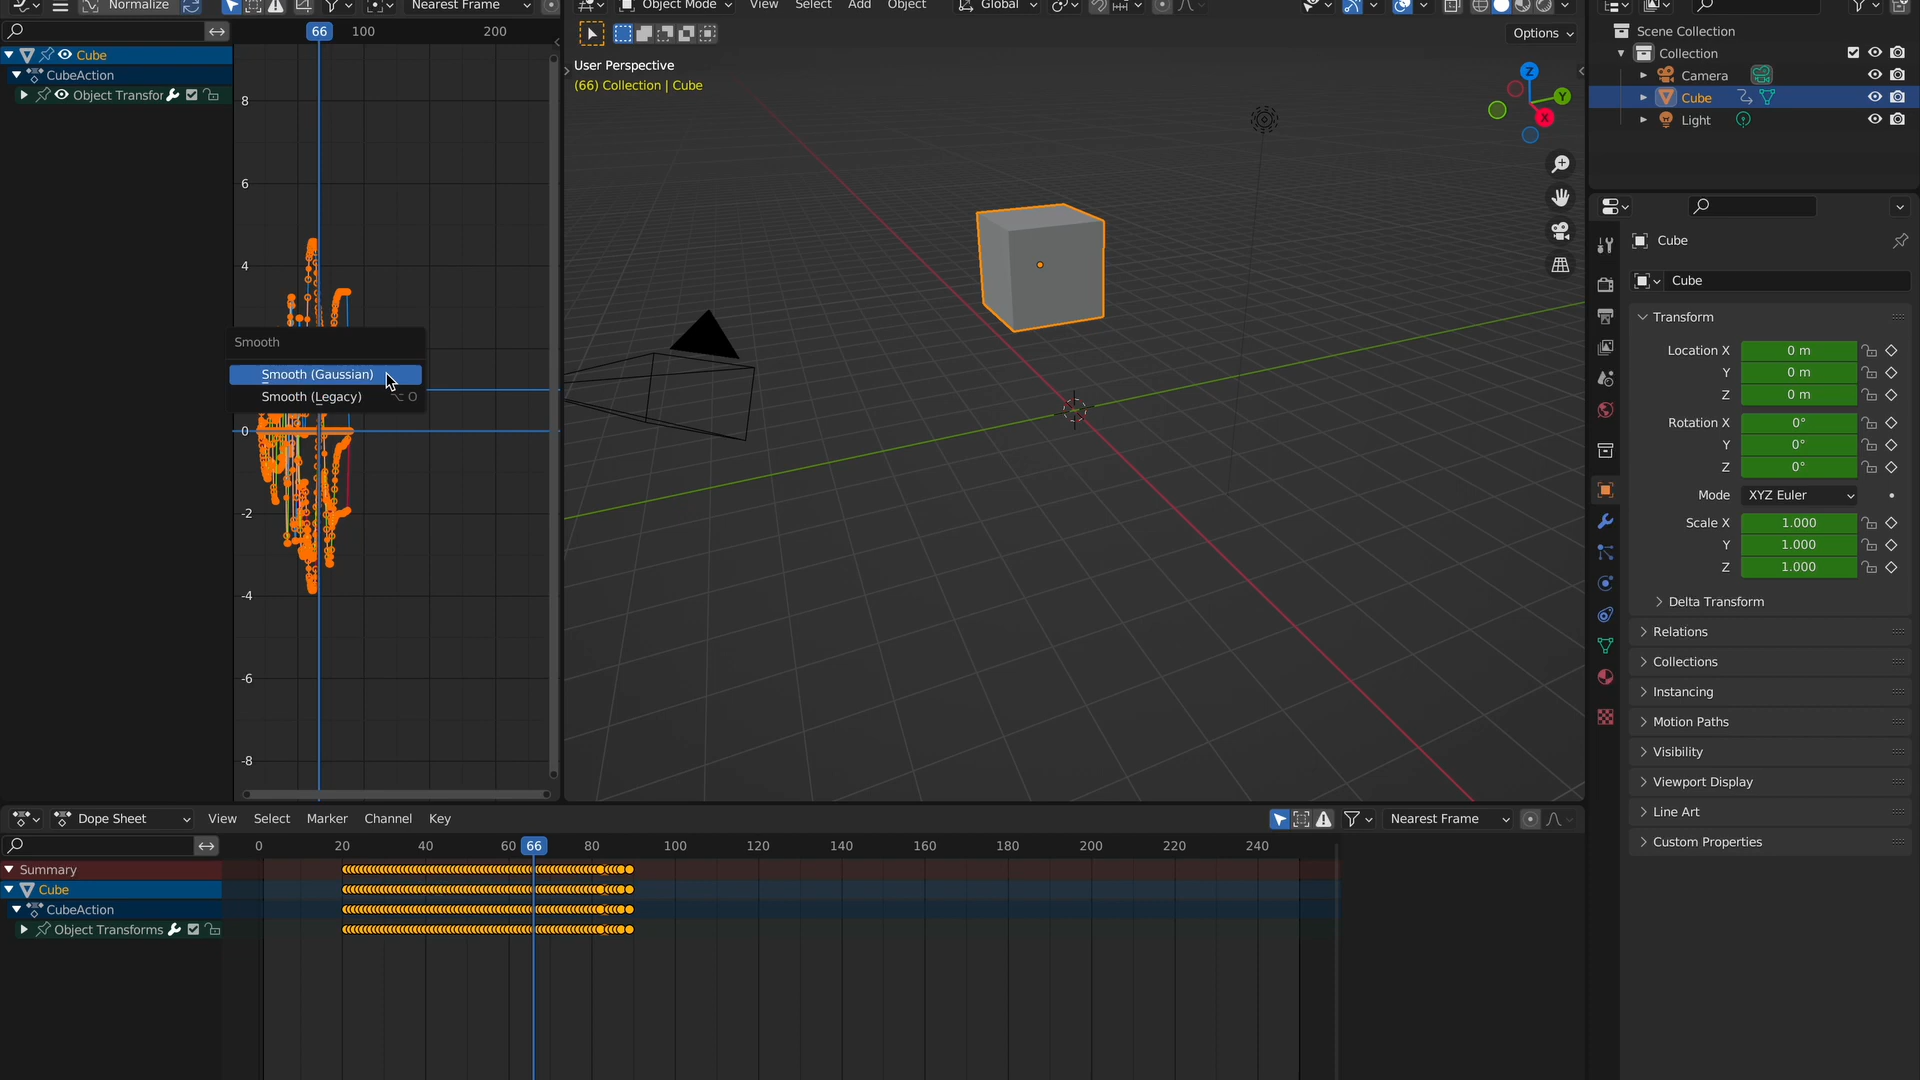 Normalize Nearest Frame
66 100 200
Cube
CubeAction
Object Transfor
8
6
4
0
-2
-4
-6
-8
Smooth
Smooth (Gaussian)
Smooth (Legacy) ⌥ O
Object Mode View Select Add Object Global
Options
User Perspective
(66) Collection | Cube
Z
Y
X
Scene Collection
Collection
Camera
Cube
Light
Cube
Cube
Transform
Location X 0 m
Y 0 m
Z 0 m
Rotation X 0°
Y 0°
Z 0°
Mode XYZ Euler
Scale X 1.000
Y 1.000
Z 1.000
Delta Transform
Relations
Collections
Instancing
Motion Paths
Visibility
Viewport Display
Line Art
Custom Properties
Dope Sheet View Select Marker Channel Key Nearest Frame
0 20 40 60 66 80 100 120 140 160 180 200 220 240
Summary
Cube
CubeAction
Object Transforms